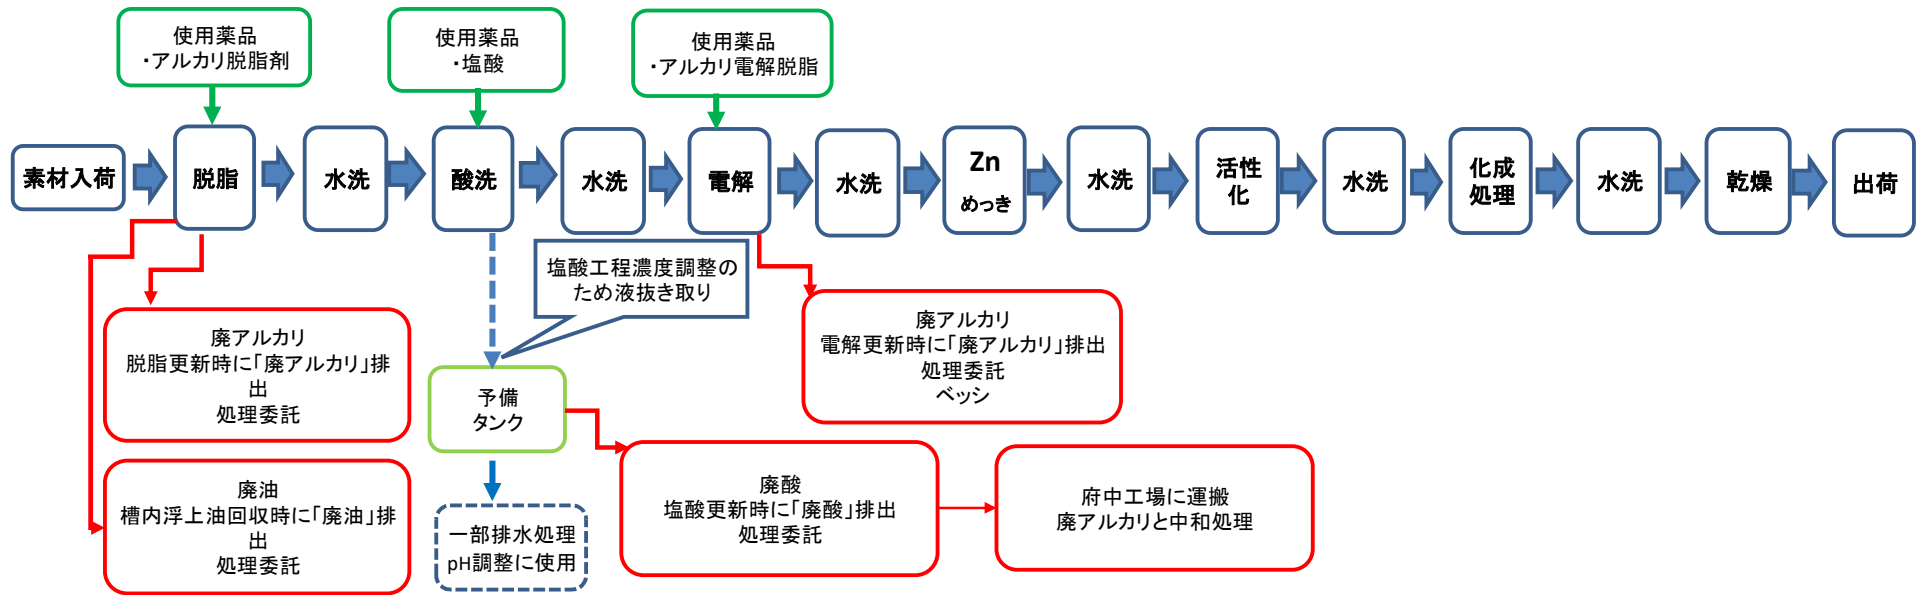 使用薬品
・アルカリ脱脂剤
使用薬品
・塩酸
使用薬品
・アルカリ電解脱脂
素材入荷
脱脂
水洗
酸洗
水洗
電解
水洗
Zn
めっき
水洗
活性
化
水洗
化成
処理
水洗
乾燥
出荷
塩酸工程濃度調整の
ため液抜き取り
廃アルカリ
脱脂更新時に「廃アルカリ」排
出
処理委託
廃アルカリ
電解更新時に「廃アルカリ」排出
処理委託
ベッシ
予備
タンク
廃油
槽内浮上油回収時に「廃油」排
出
処理委託
一部排水処理
pH調整に使用
廃酸
塩酸更新時に「廃酸」排出
処理委託
府中工場に運搬
廃アルカリと中和処理